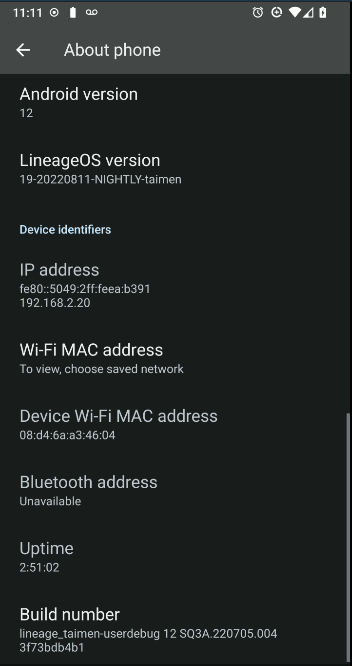 11:11
About phone
Android version
12
LineageOS version
19-20220811-NIGHTLY-taimen
Device identifiers
IP address
fe80::5049:2ff:feea:b391
192.168.2.20
Wi-Fi MAC address
To view, choose saved network
Device Wi-Fi MAC address
08:d4:6a:a3:46:04
Bluetooth address
Unavailable
Uptime
2:51:02
Build number
lineage_taimen-userdebug 12 SQ3A.220705.004
3f73bdb4b1